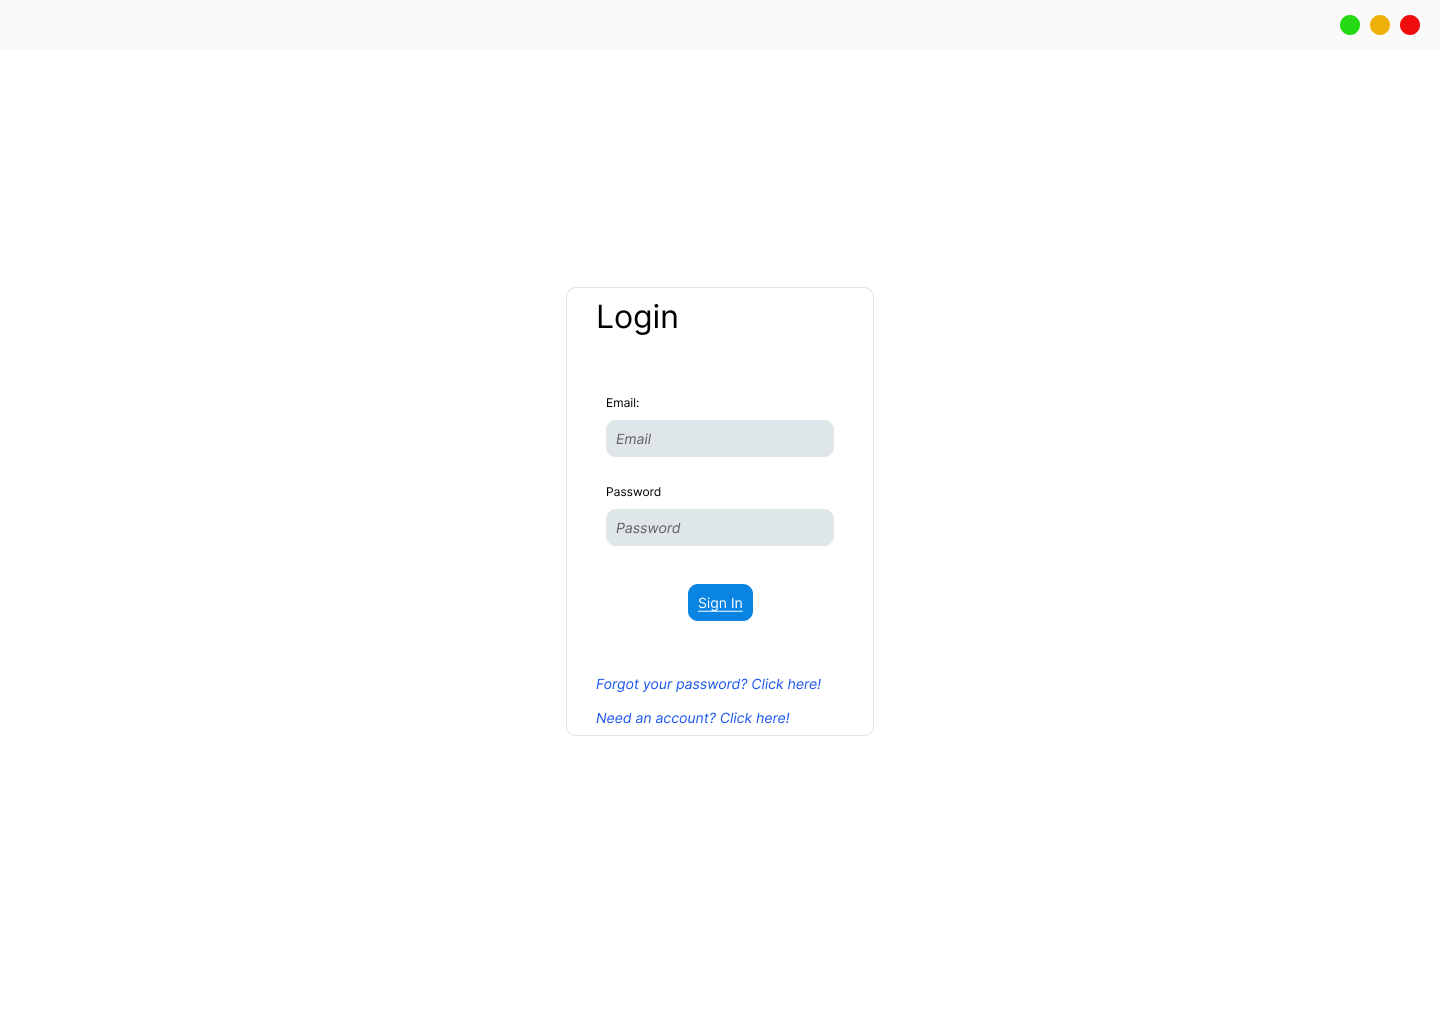 Login
Email:
Email
Password
Password
Sign In
Forgot your password? Click here!
Need an account? Click here!